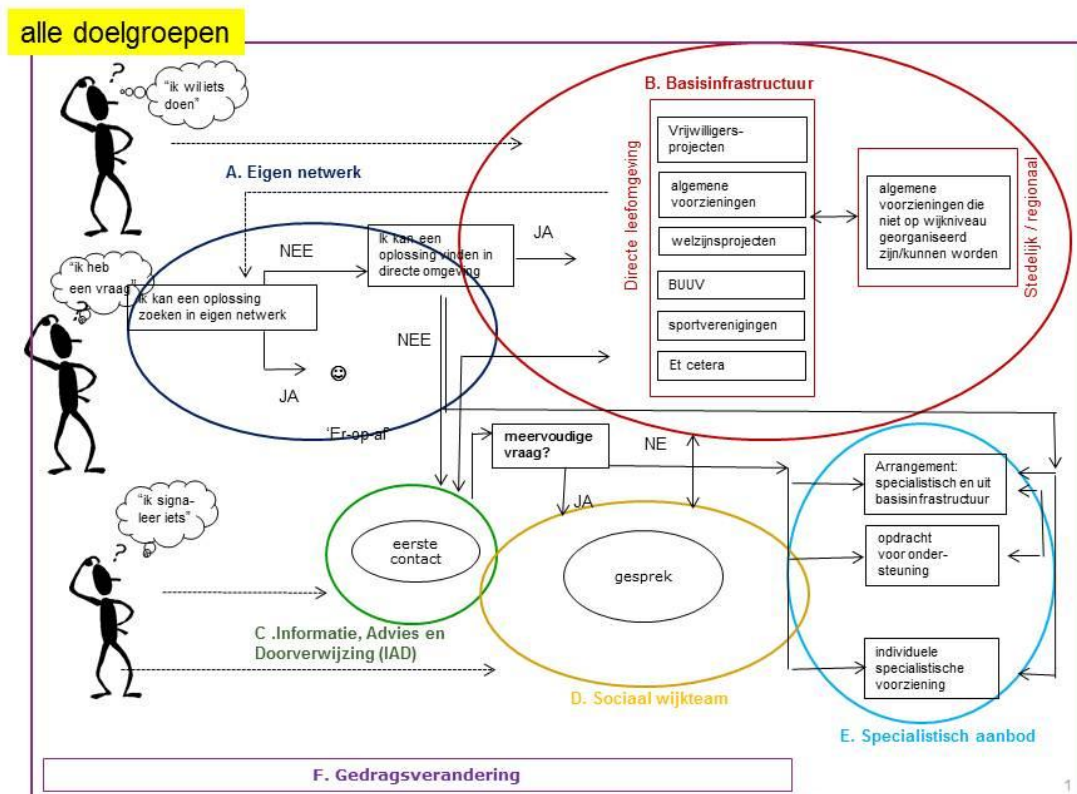 alle doelgroepen
?
“ik wil iets
doen”
A. Eigen netwerk
B. Basisinfrastructuur
Directe leefomgeving
Vrijwilligers-
projecten
algemene
voorzieningen
welzijnsprojecten
BUUV
sportverenigingen
Et cetera
algemene
voorzieningen die
niet op wijkniveau
georganiseerd
zijn/kunnen worden
Stedelijk / regionaal
“ik heb
een vraag”
?
NEE
Ik kan een
oplossing vinden in
directe omgeving
JA
Ik kan een oplossing
zoeken in eigen netwerk
NEE
JA
‘Er-op-af’
meervoudige
vraag?
NE
JA
“ik signa-
leer iets”
?
eerste
contact
gesprek
Arrangement:
specialistisch en uit
basisinfrastructuur
opdracht
voor onder-
steuning
individuele
specialistische
voorziening
C .Informatie, Advies en
Doorverwijzing (IAD)
D. Sociaal wijkteam
E. Specialistisch aanbod
F. Gedragsverandering
1